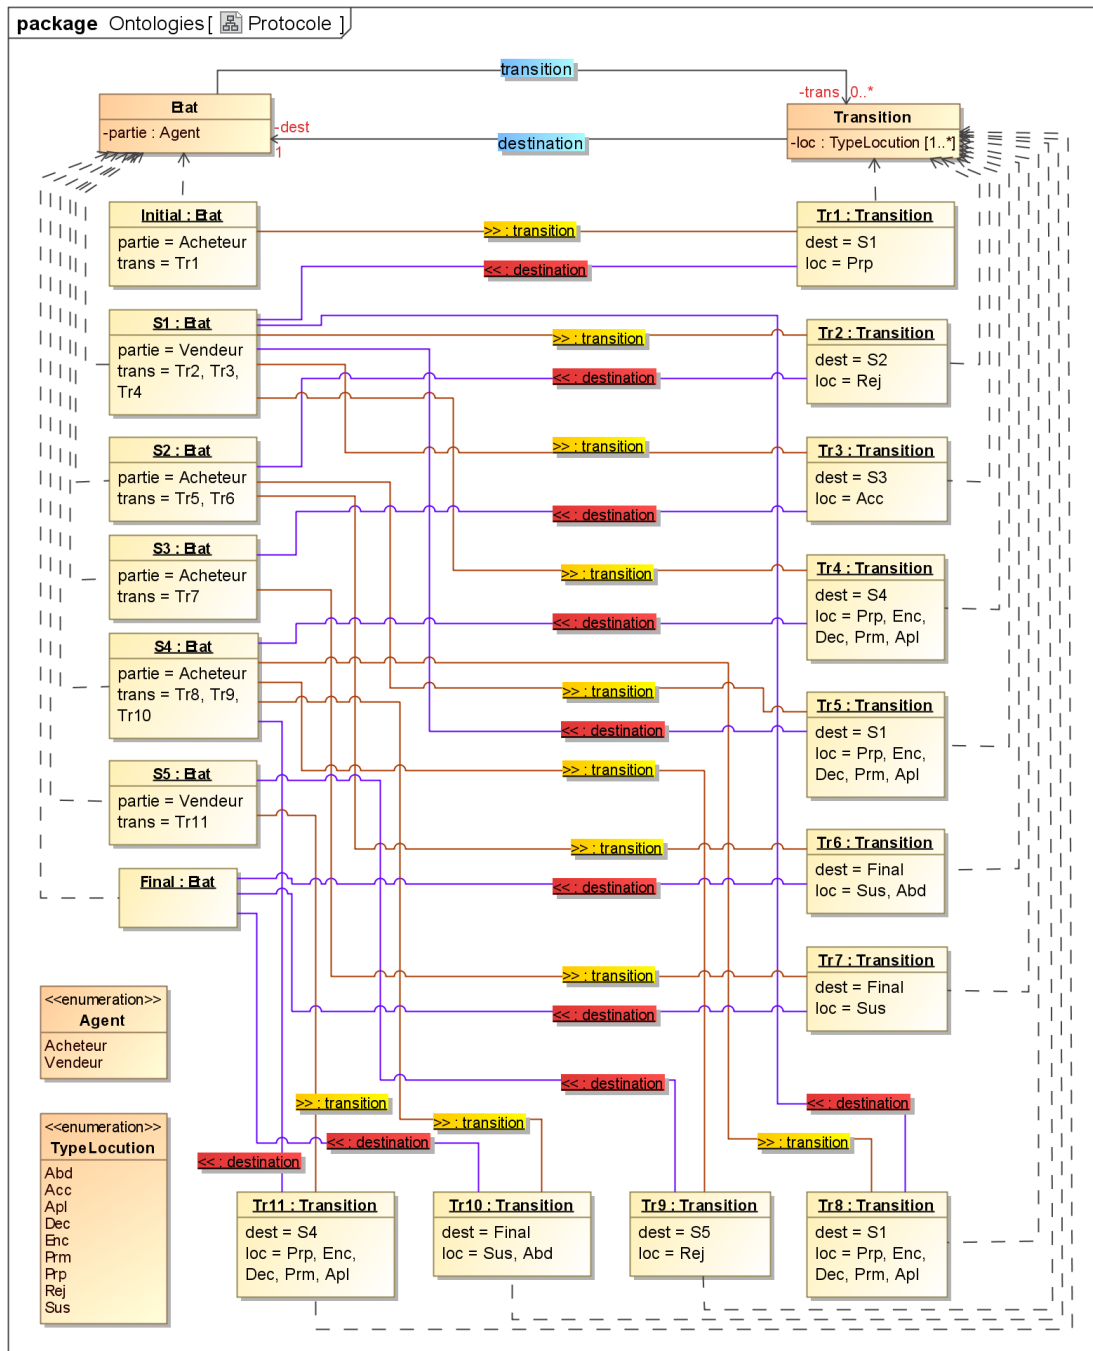 package Ontologies[ Protocole ]
transition
-trans 0..*
Etat
-partie : Agent
-dest
1
destination
Transition
-loc : TypeLocution [1..*]
Initial : Etat
partie = Acheteur
trans = Tr1
>> : transition
<< : destination
Tr1 : Transition
dest = S1
loc = Prp
S1 : Etat
partie = Vendeur
trans = Tr2, Tr3,
Tr4
>> : transition
<< : destination
Tr2 : Transition
dest = S2
loc = Rej
S2 : Etat
partie = Acheteur
trans = Tr5, Tr6
>> : transition
<< : destination
Tr3 : Transition
dest = S3
loc = Acc
S3 : Etat
partie = Acheteur
trans = Tr7
>> : transition
<< : destination
Tr4 : Transition
dest = S4
loc = Prp, Enc,
Dec, Prm, Apl
S4 : Etat
partie = Acheteur
trans = Tr8, Tr9,
Tr10
>> : transition
<< : destination
>> : transition
Tr5 : Transition
dest = S1
loc = Prp, Enc,
Dec, Prm, Apl
S5 : Etat
partie = Vendeur
trans = Tr11
>> : transition
<< : destination
Tr6 : Transition
dest = Final
loc = Sus, Abd
Final : Etat
>> : transition
<< : destination
Tr7 : Transition
dest = Final
loc = Sus
<<enumeration>>
Agent
Acheteur
Vendeur
<< : destination
>> : transition
<< : destination
>> : transition
<< : destination
>> : transition
<< : destination
<<enumeration>>
TypeLocution
Abd
Acc
Apl
Dec
Enc
Prm
Prp
Rej
Sus
Tr11 : Transition
dest = S4
loc = Prp, Enc,
Dec, Prm, Apl
Tr10 : Transition
dest = Final
loc = Sus, Abd
Tr9 : Transition
dest = S5
loc = Rej
Tr8 : Transition
dest = S1
loc = Prp, Enc,
Dec, Prm, Apl